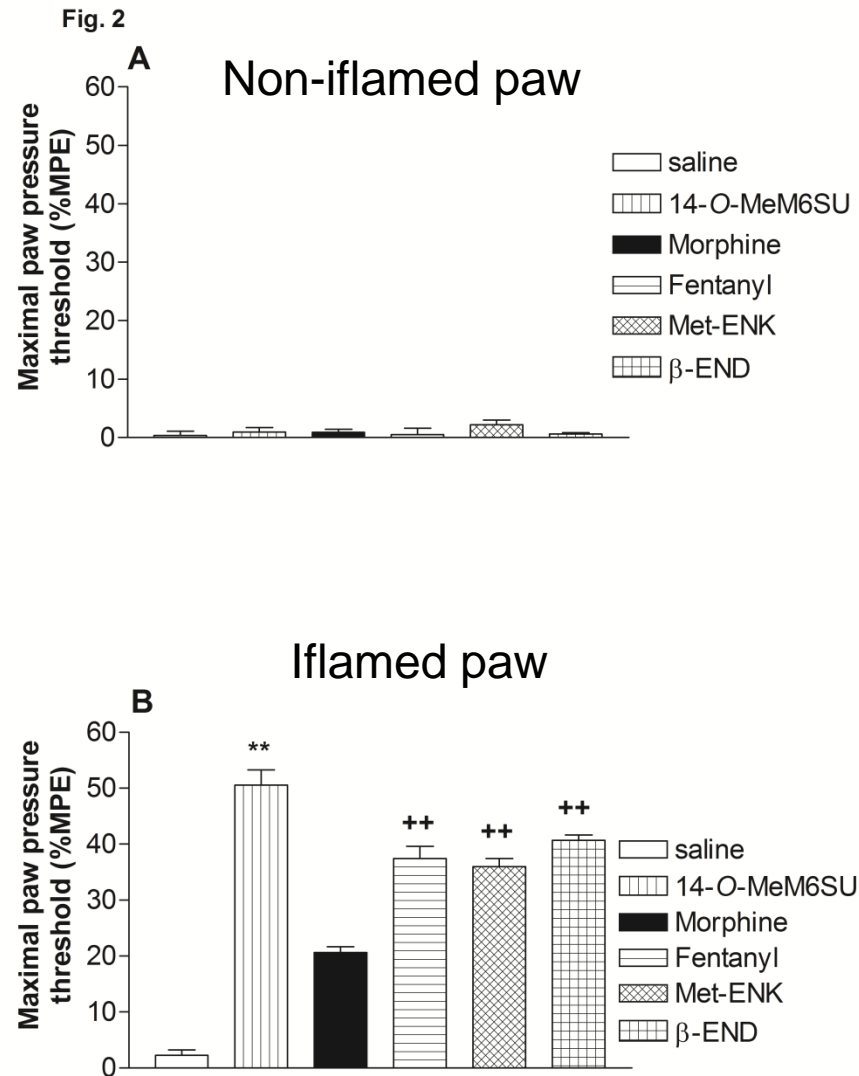 Fig. 2
A
Non-iflamed paw
Maximal paw pressure
threshold (%MPE)
60
50
40
30
20
10
0
saline
14-O-MeM6SU
Morphine
Fentanyl
Met-ENK
β-END
Iflamed paw
B
Maximal paw pressure
threshold (%MPE)
60
50
40
30
20
10
0
**
++
++
++
saline
14-O-MeM6SU
Morphine
Fentanyl
Met-ENK
β-END